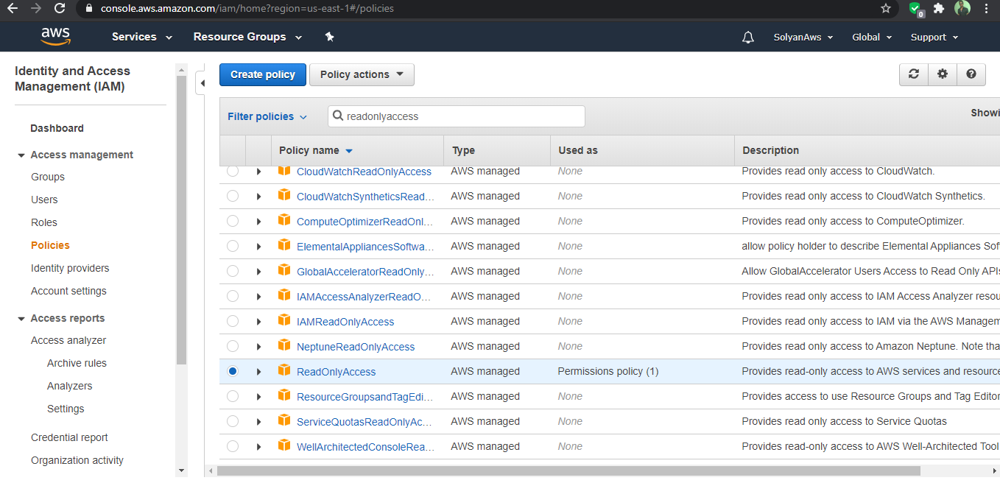 console.aws.amazon.com/iam/home?region=us-east-1#/policies
0
aws Services Resource Groups SolyanAws Global Support
Identity and Access
Management (IAM)
Dashboard
Access management
Groups
Users
Roles
Policies
Identity providers
Account settings
Access reports
Access analyzer
Archive rules
Analyzers
Settings
Credential report
Organization activity
Create policy Policy actions
Filter policies readonlyaccess Showi
Policy name Type Used as Description
CloudWatchReadOnlyAccess AWS managed None Provides read only access to CloudWatch.
CloudWatchSyntheticsRead... AWS managed None Provides read only access to CloudWatch Synthetics.
ComputeOptimizerReadOnl... AWS managed None Provides read only access to ComputeOptimizer.
ElementalAppliancesSoftwa... AWS managed None allow policy holder to describe Elemental Appliances Sof
GlobalAcceleratorReadOnly... AWS managed None Allow GlobalAccelerator Users Access to Read Only APIs
IAMAccessAnalyzerReadO... AWS managed None Provides read only access to IAM Access Analyzer resou
IAMReadOnlyAccess AWS managed None Provides read only access to IAM via the AWS Managem
NeptuneReadOnlyAccess AWS managed None Provides read only access to Amazon Neptune. Note tha
ReadOnlyAccess AWS managed Permissions policy (1) Provides read-only access to AWS services and resource
ResourceGroupsandTagEdi... AWS managed None Provides access to use Resource Groups and Tag Editor
ServiceQuotasReadOnlyAc... AWS managed None Provides read only access to Service Quotas
WellArchitectedConsoleRea... AWS managed None Provides read-only access to AWS Well-Architected Tool